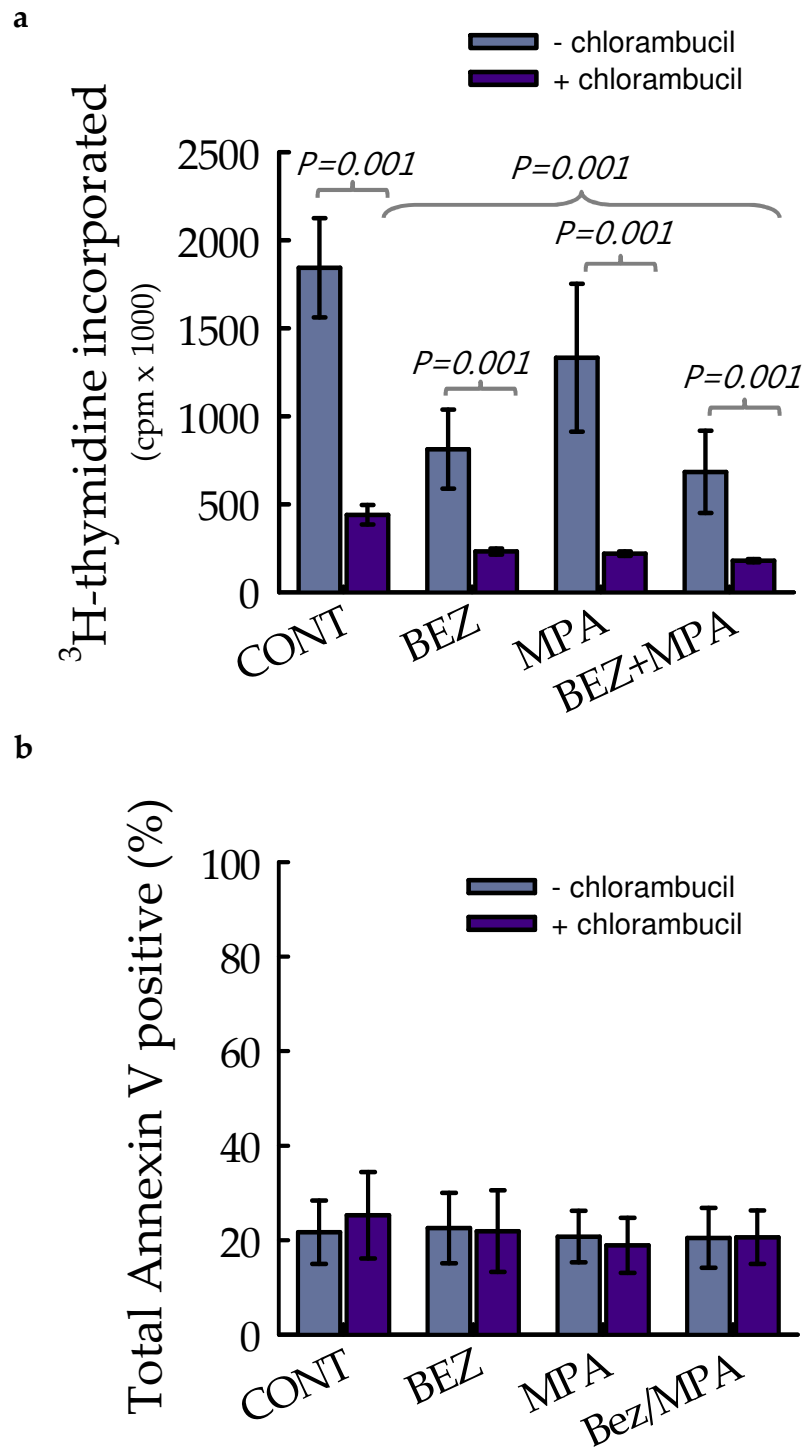 a
- chlorambucil
+ chlorambucil
³H-thymidine incorporated
(cpm x 1000)
2500
2000
1500
1000
500
0
P=0.001
P=0.001
P=0.001
P=0.001
P=0.001
CONT
BEZ
MPA
BEZ+MPA
b
Total Annexin V positive (%)
100
80
60
40
20
0
- chlorambucil
+ chlorambucil
CONT
BEZ
MPA
Bez/MPA